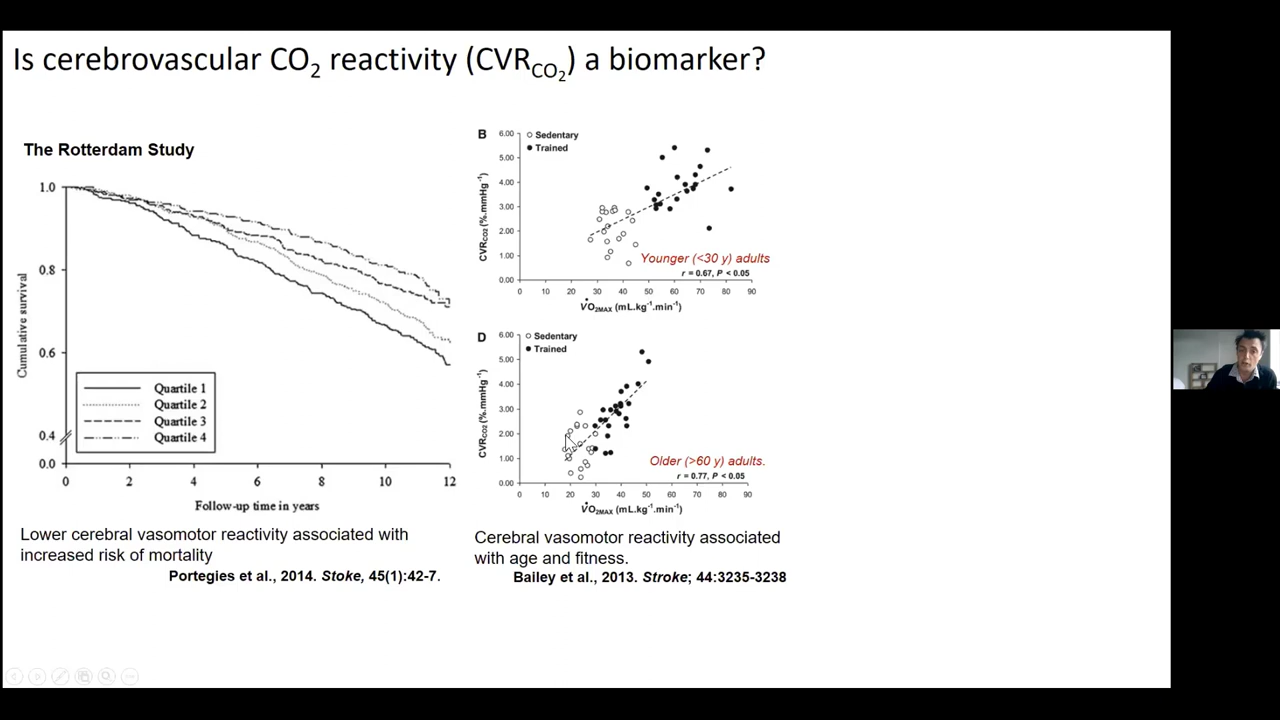 Is cerebrovascular CO2 reactivity (CVRCO2) a biomarker?
The Rotterdam Study
1.0
0.8
0.6
0.4
0.0
Cumulative survival
Quartile 1
Quartile 2
Quartile 3
Quartile 4
0 2 4 6 8 10 12
Follow-up time in years
Lower cerebral vasomotor reactivity associated with
increased risk of mortality
Portegies et al., 2014. Stoke, 45(1):42-7.
B
Sedentary
Trained
6.00
5.00
4.00
3.00
2.00
1.00
0.00
CVRCO2 (%.mmHg-1)
Younger (<30 y) adults
r = 0.67, P < 0.05
0 10 20 30 40 50 60 70 80 90
V̇O2MAX (mL.kg-1.min-1)
D
Sedentary
Trained
6.00
5.00
4.00
3.00
2.00
1.00
0.00
CVRCO2 (%.mmHg-1)
Older (>60 y) adults.
r = 0.77, P < 0.05
0 10 20 30 40 50 60 70 80 90
V̇O2MAX (mL.kg-1.min-1)
Cerebral vasomotor reactivity associated
with age and fitness.
Bailey et al., 2013. Stroke; 44:3235-3238